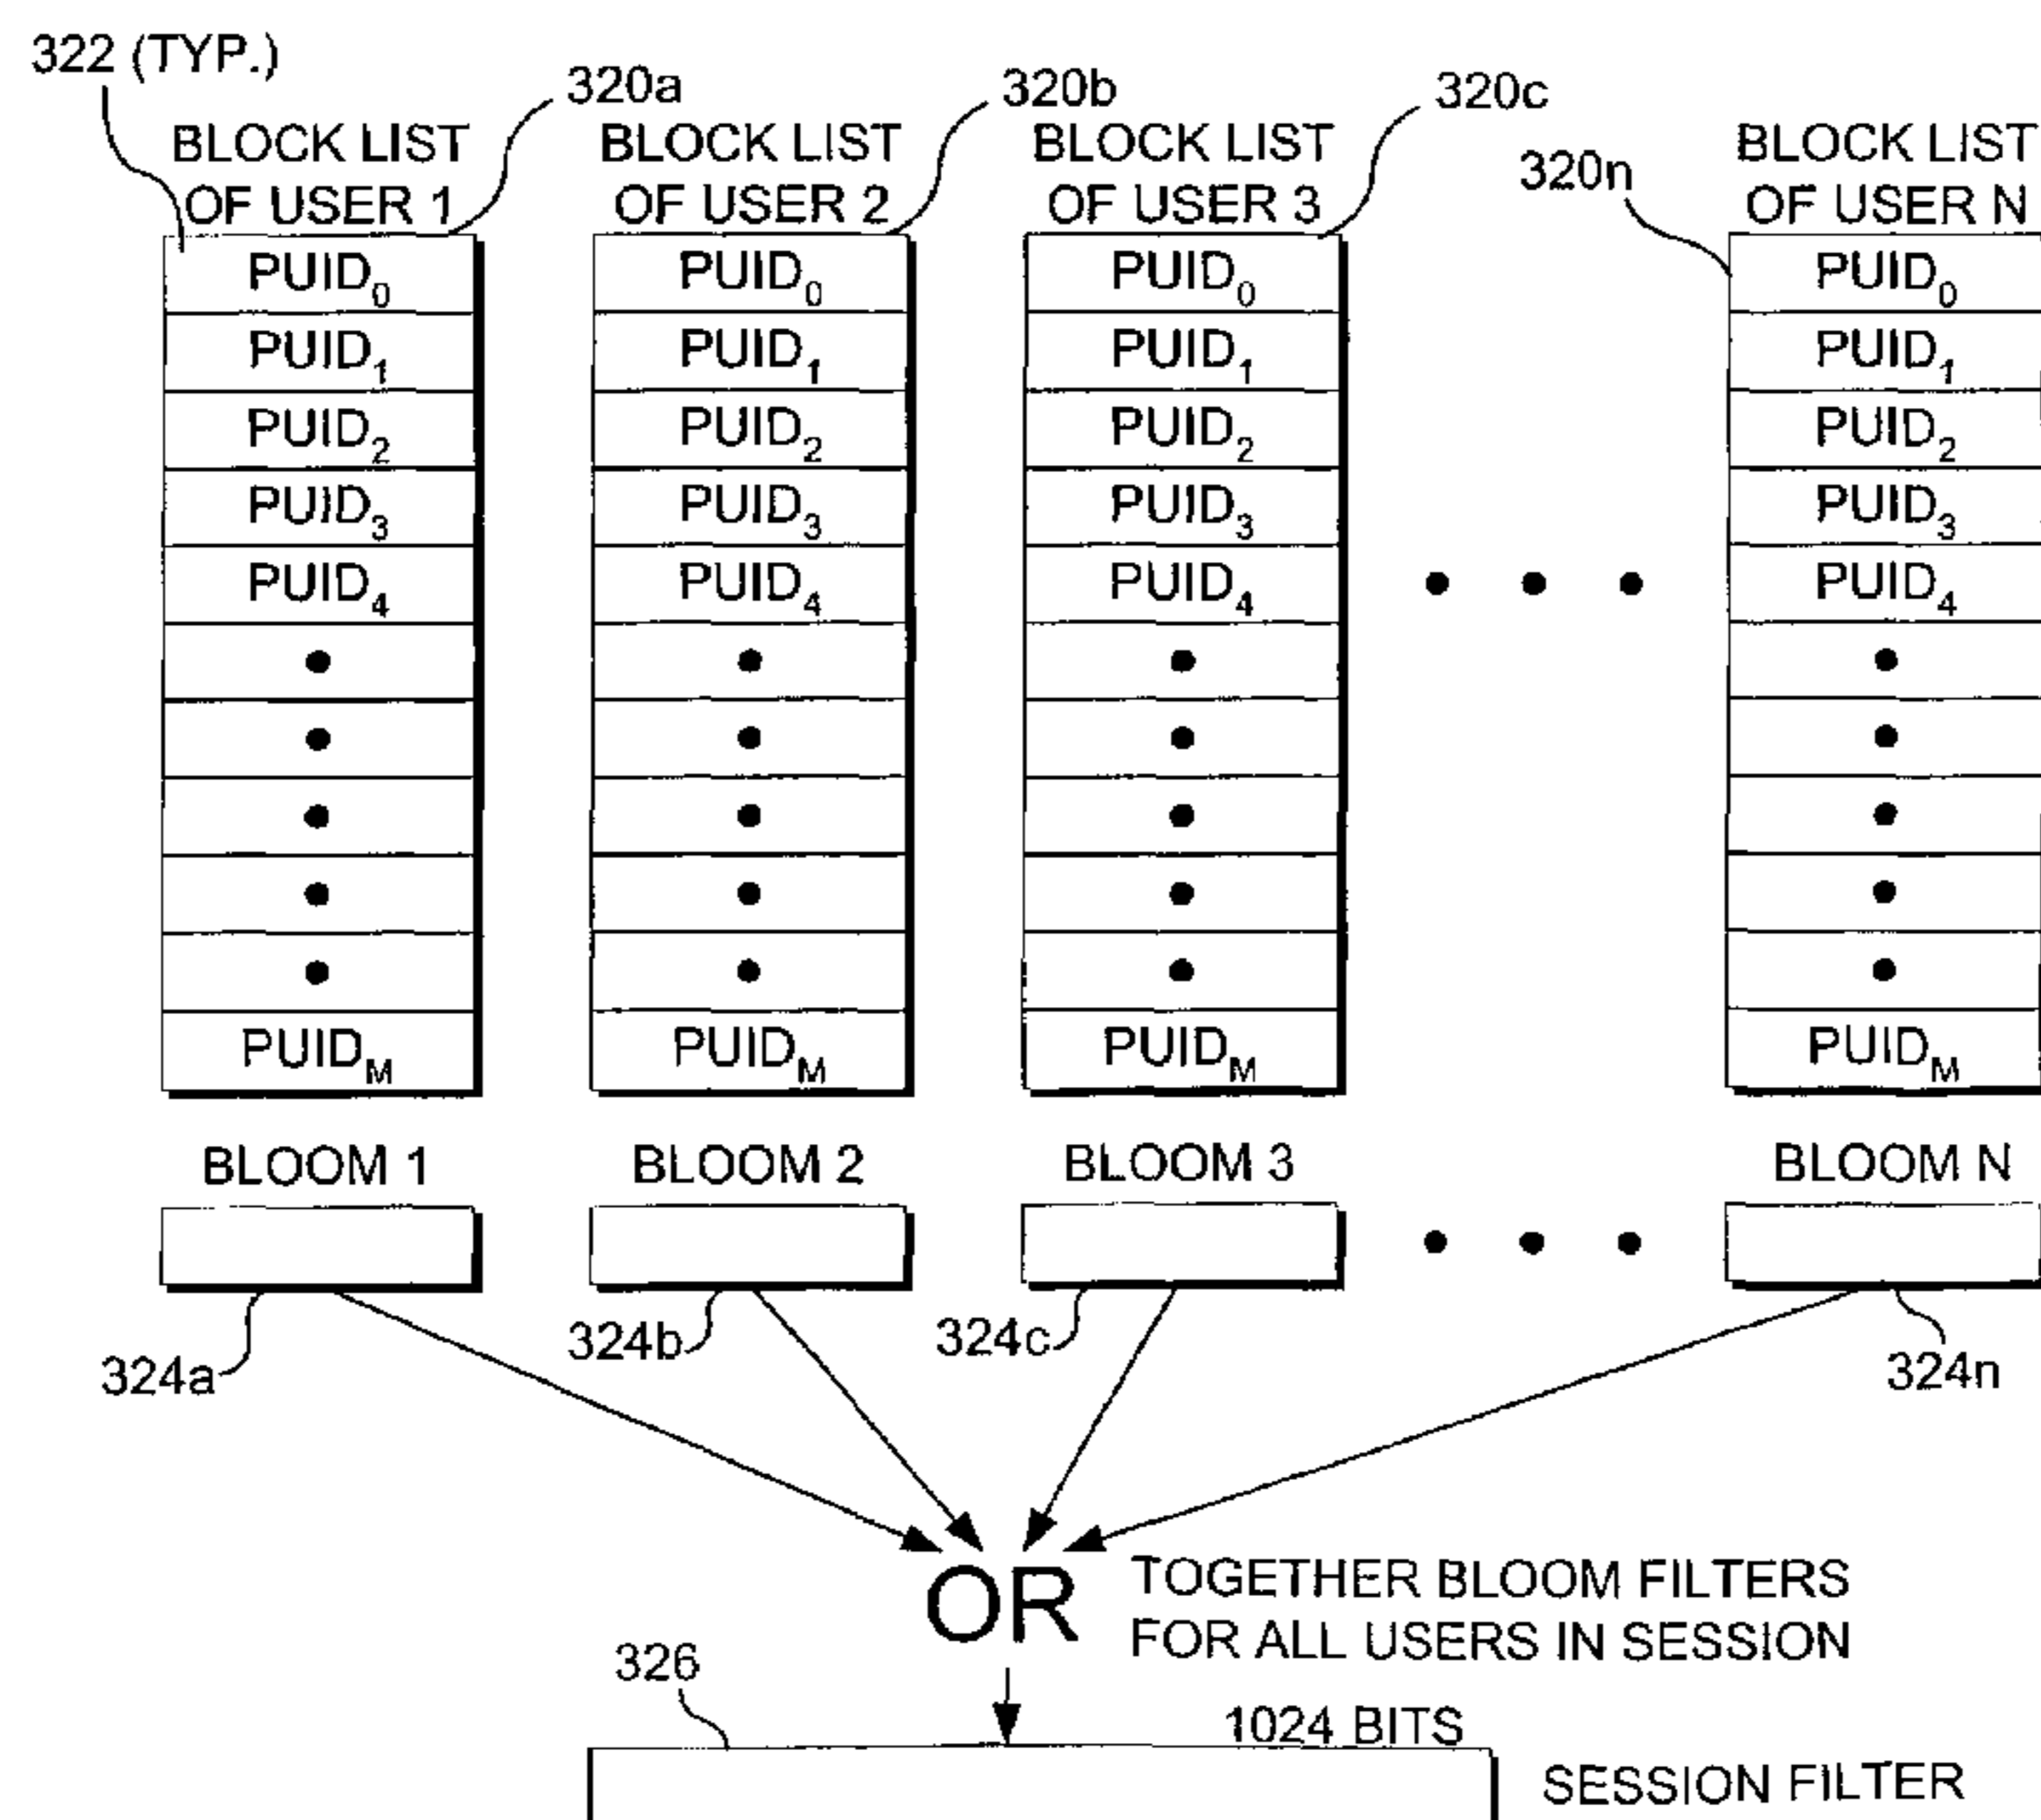 322 (TYP.)
320a
320b
320c
320n
BLOCK LIST
OF USER 1
BLOCK LIST
OF USER 2
BLOCK LIST
OF USER 3
BLOCK LIST
OF USER N
PUID0 PUID0 PUID0 PUID0
PUID1 PUID1 PUID1 PUID1
PUID2 PUID2 PUID2 PUID2
PUID3 PUID3 PUID3 PUID3
PUID4 PUID4 PUID4 PUID4
PUIDM PUIDM PUIDM PUIDM
BLOOM 1 BLOOM 2 BLOOM 3 BLOOM N
324a
324b
324c
324n
OR
TOGETHER BLOOM FILTERS
FOR ALL USERS IN SESSION
326
1024 BITS
SESSION FILTER